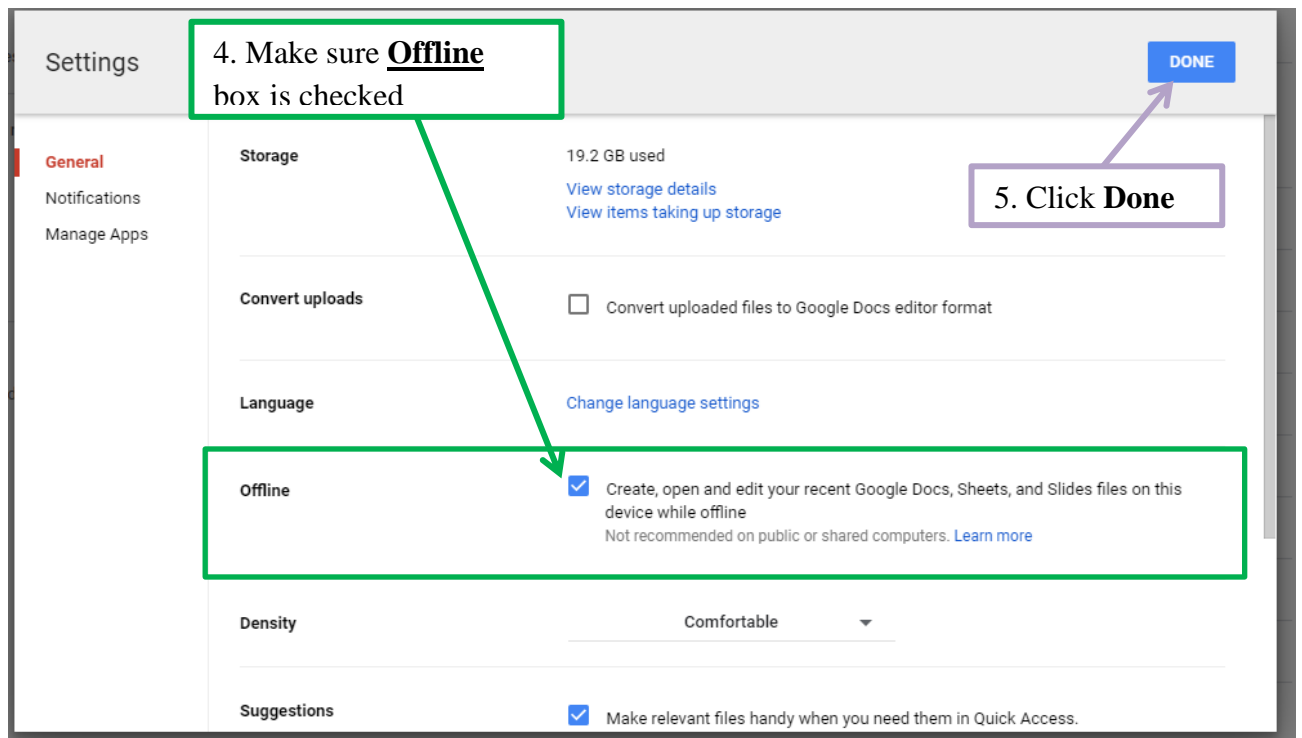 Settings
4. Make sure Offline
box is checked
DONE
General
Notifications
Manage Apps
Storage
19.2 GB used
View storage details
View items taking up storage
5. Click Done
Convert uploads
Convert uploaded files to Google Docs editor format
Language
Change language settings
Offline
Create, open and edit your recent Google Docs, Sheets, and Slides files on this
device while offline
Not recommended on public or shared computers. Learn more
Density
Comfortable
Suggestions
Make relevant files handy when you need them in Quick Access.